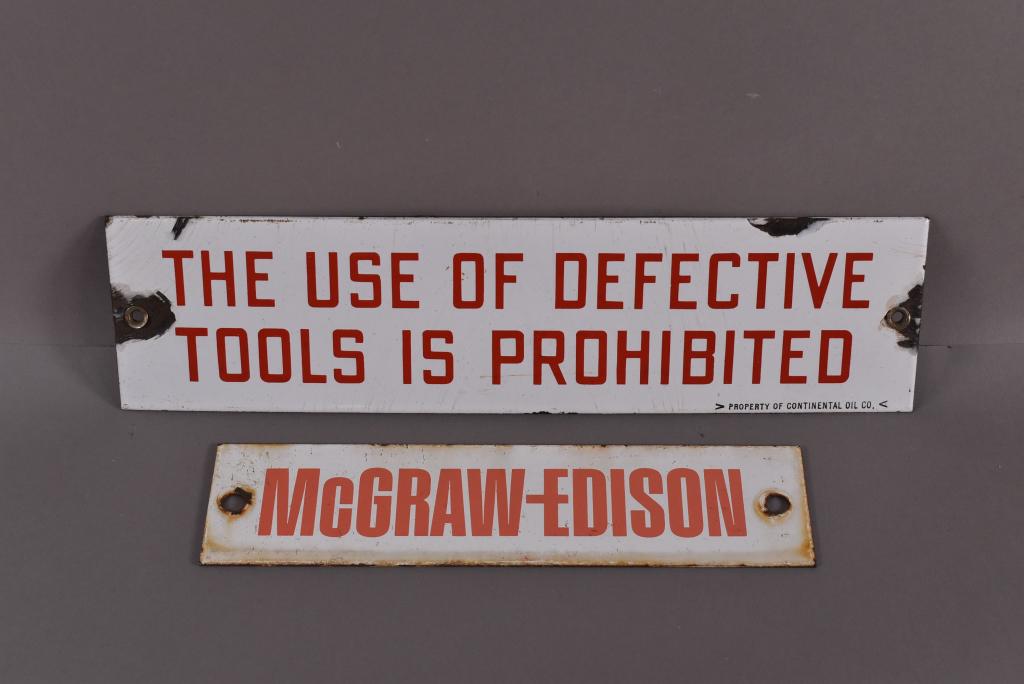 THE USE OF DEFECTIVE
TOOLS IS PROHIBITED
> PROPERTY OF CONTINENTAL OIL CO. <
McGRAW-EDISON